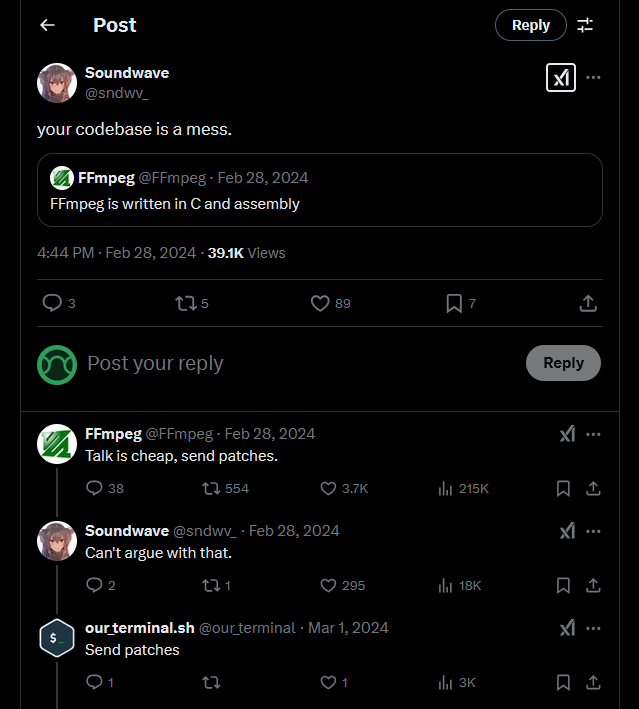 Post
Reply
Soundwave
@sndwv_
your codebase is a mess.
FFmpeg @FFmpeg · Feb 28, 2024
FFmpeg is written in C and assembly
4:44 PM · Feb 28, 2024 · 39.1K Views
3 5 89 7
Post your reply
Reply
FFmpeg @FFmpeg · Feb 28, 2024
Talk is cheap, send patches.
38 554 3.7K 215K
Soundwave @sndwv_ · Feb 28, 2024
Can't argue with that.
2 1 295 18K
$_
our_terminal.sh @our_terminal · Mar 1, 2024
Send patches
1 1 3K